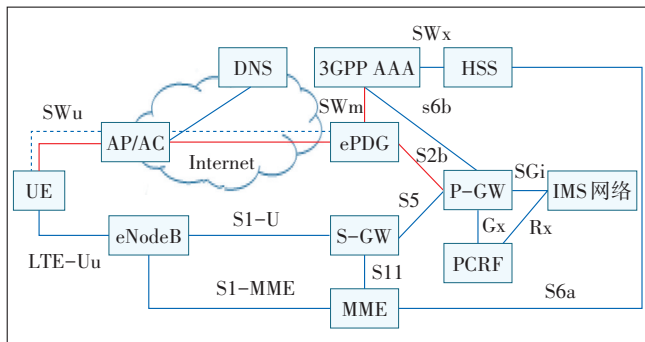 SWx
DNS
3GPP AAA
HSS
SWu
SWm
s6b
AP/AC
ePDG
Internet
S2b
UE
P-GW
SGi
IMS网络
S5
eNodeB
S1-U
S-GW
Gx
Rx
LTE-Uu
PCRF
S11
S1-MME
MME
S6a